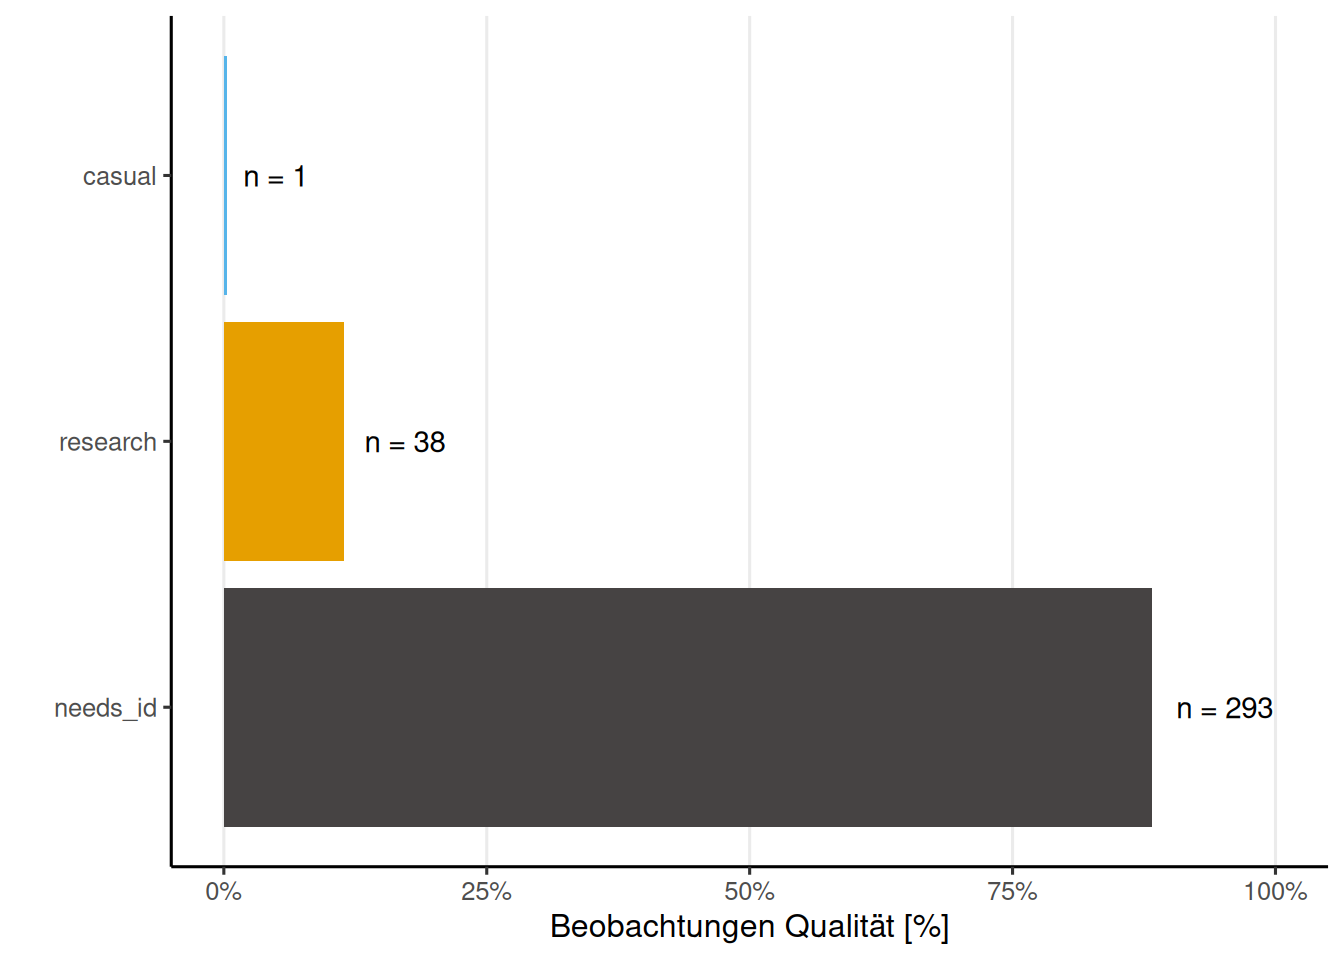 casual
n = 1
research
n = 38
needs_id
n = 293
0%
25%
50%
75%
100%
Beobachtungen Qualität [%]